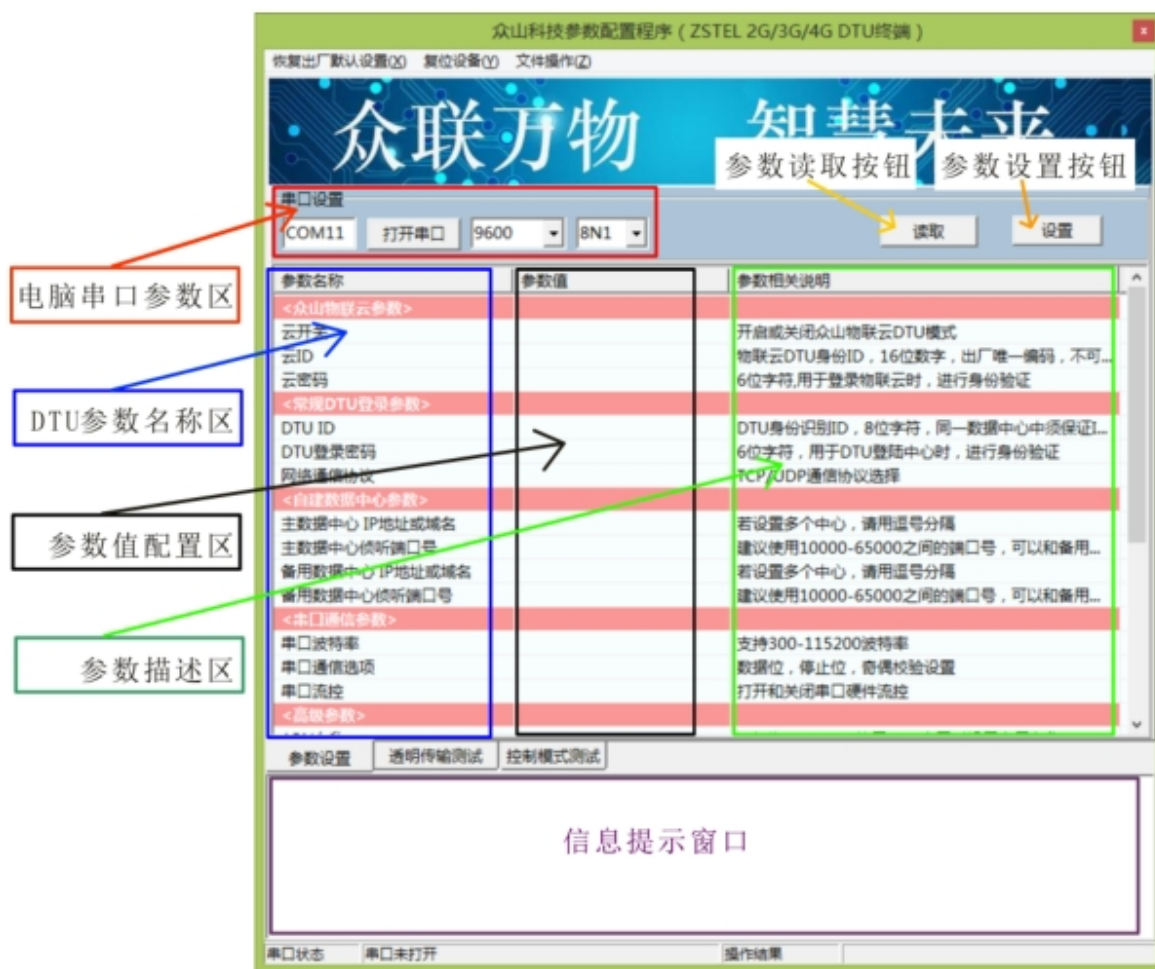 众山科技参数配置程序（ZSTEL 2G/3G/4G DTU终端）
x
恢复出厂默认设置(X) 复位设备(Y) 文件操作(Z)
众联万物 智慧未来
参数读取按钮 参数设置按钮
串口设置
COM11 打开串口 9600 8N1 读取 设置
电脑串口参数区
参数名称 参数值 参数相关说明
<众山物联云参数>
云开关 开启或关闭众山物联云DTU模式
云ID 物联云DTU身份ID，16位数字，出厂唯一编码，不可...
云密码 6位字符,用于登录物联云时，进行身份验证
<常规DTU登录参数>
DTU ID DTU身份识别ID，8位字符，同一数据中心中须保证I...
DTU参数名称区
DTU登录密码 6位字符，用于DTU登陆中心时，进行身份验证
网络通信协议 TCP/UDP通信协议选择
<自建数据中心参数>
主数据中心 IP地址或域名 若设置多个中心，请用逗号分隔
参数值配置区
主数据中心侦听端口号 建议使用10000-65000之间的端口号，可以和备用...
备用数据中心 IP地址或域名 若设置多个中心，请用逗号分隔
备用数据中心侦听端口号 建议使用10000-65000之间的端口号，可以和备用...
<串口通信参数>
串口波特率 支持300-115200波特率
参数描述区
串口通信选项 数据位，停止位，奇偶校验设置
串口流控 打开和关闭串口硬件流控
<高级参数>
参数设置 透明传输测试 控制模式测试
信息提示窗口
串口状态 串口未打开 操作结果